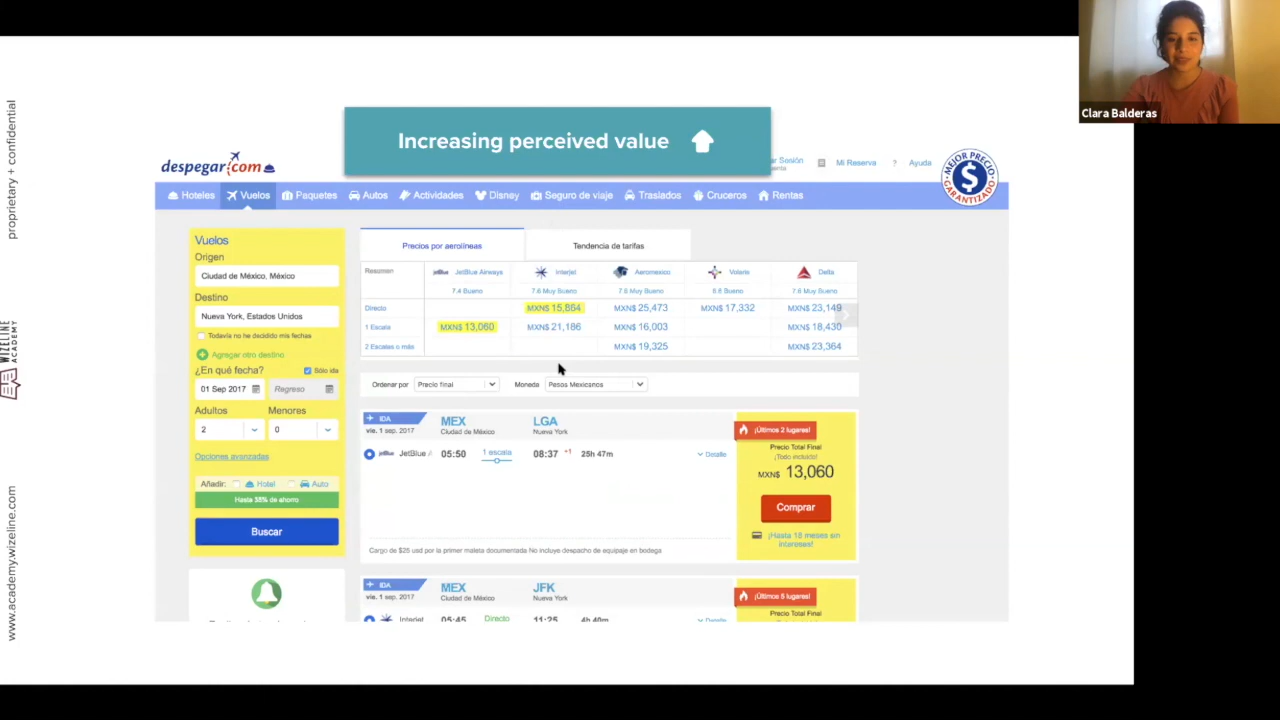 proprietary + confidential
WIZELINE
ACADEMY
www.academy.wizeline.com
Clara Balderas
Increasing perceived value
despegar.com
Mi Reserva
?
Ayuda
MEJOR PRECIO
$
GARANTIZADO
Hoteles
Vuelos
Paquetes
Autos
Actividades
Disney
Seguro de viaje
Traslados
Cruceros
Rentas
Vuelos
Origen
Ciudad de México, México
Destino
Nueva York, Estados Unidos
Todavía no he decidido mis fechas
Agregar otro destino
¿En qué fecha?
Sólo ida
01 Sep 2017
Regreso
Adultos
Menores
2
0
Opciones avanzadas
Añadir:
Hotel
Auto
Hasta 35% de ahorro
Buscar
Precios por aerolíneas
Tendencia de tarifas
Resumen
jetBlue JetBlue Airways
Interjet
Aeromexico
Volaris
Delta
7.4 Bueno
7.6 Muy Bueno
7.6 Muy Bueno
6.6 Bueno
7.6 Muy Bueno
Directo
MXN$ 15,864
MXN$ 25,473
MXN$ 17,332
MXN$ 23,149
1 Escala
MXN$ 13,060
MXN$ 21,186
MXN$ 16,003
MXN$ 18,430
2 Escalas o más
MXN$ 19,325
MXN$ 23,364
Ordenar por
Precio final
Moneda
Pesos Mexicanos
IDA
vie. 1 sep. 2017
MEX
Ciudad de México
LGA
Nueva York
jetBlue JetBlue A
05:50
1 escala
08:37 +1
25h 47m
Detalle
Cargo de $25 usd por la primer maleta documentada No incluye despacho de equipaje en bodega
¡Últimos 2 lugares!
Precio Total Final
¡Todo incluido!
MXN$ 13,060
Comprar
¡Hasta 18 meses sin
intereses!
IDA
vie. 1 sep. 2017
MEX
Ciudad de México
JFK
Nueva York
Interjet
05:45
Directo
11:25
4h 40m
Detalle
¡Últimos 5 lugares!
Precio Total Final